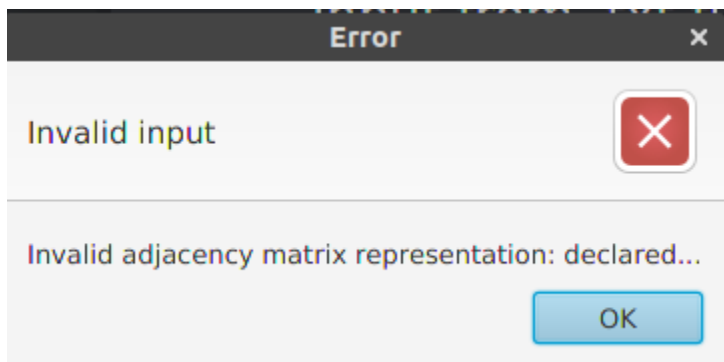 Error
Invalid input
Invalid adjacency matrix representation: declared...
OK